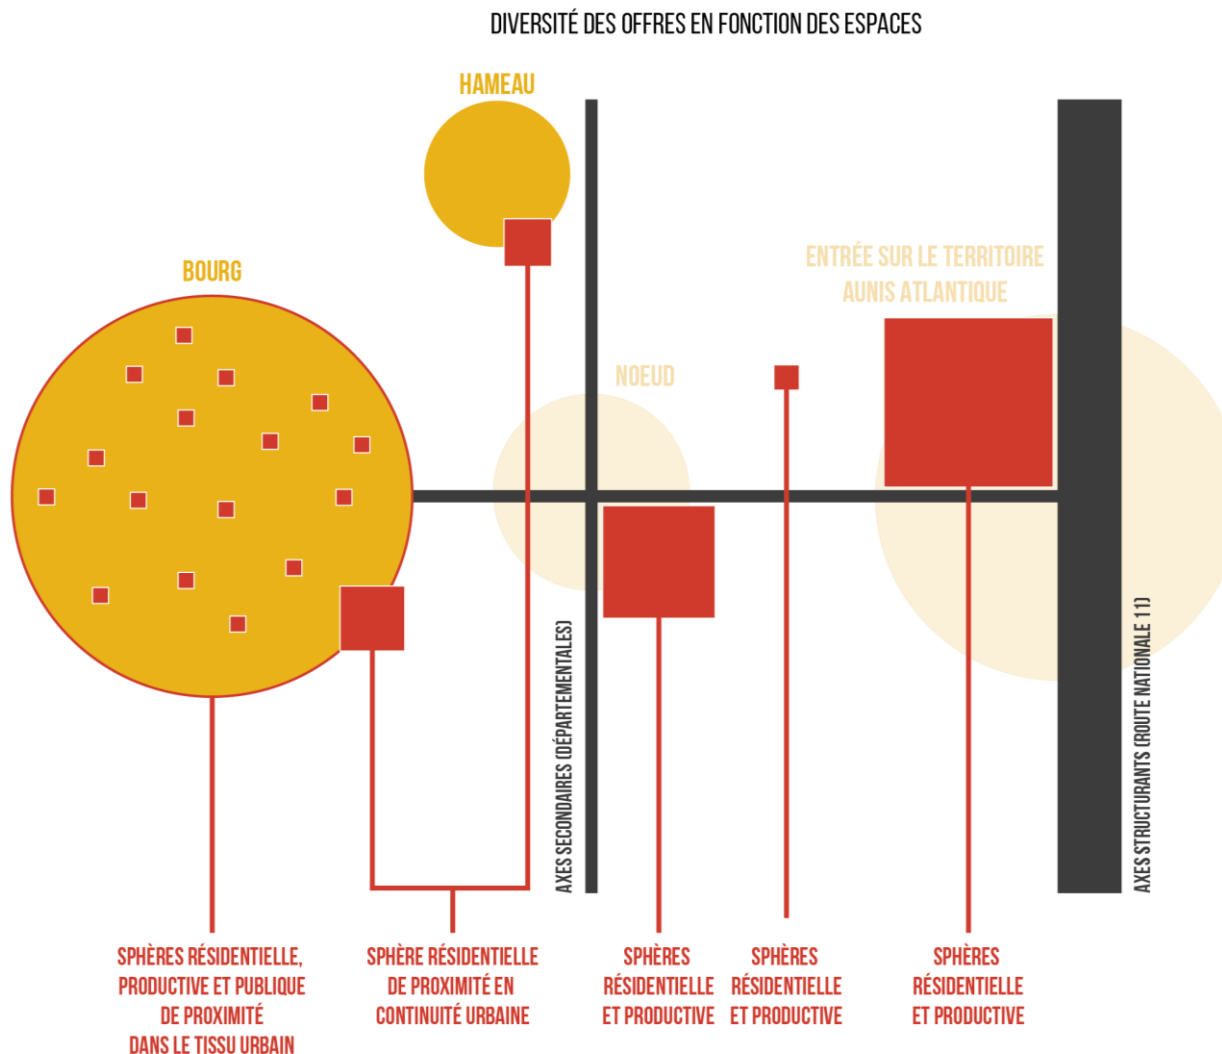 DIVERSITÉ DES OFFRES EN FONCTION DES ESPACES
HAMEAU
BOURG
ENTRÉE SUR LE TERRITOIRE
AUNIS ATLANTIQUE
NOEUD
AXES SECONDAIRES (DÉPARTEMENTALES)
AXES STRUCTURANTS (ROUTE NATIONALE 11)
SPHÈRES RÉSIDENTIELLE,
PRODUCTIVE ET PUBLIQUE
DE PROXIMITÉ
DANS LE TISSU URBAIN
SPHÈRE RÉSIDENTIELLE
DE PROXIMITÉ EN
CONTINUITÉ URBAINE
SPHÈRES
RÉSIDENTIELLE
ET PRODUCTIVE
SPHÈRES
RÉSIDENTIELLE
ET PRODUCTIVE
SPHÈRES
RÉSIDENTIELLE
ET PRODUCTIVE